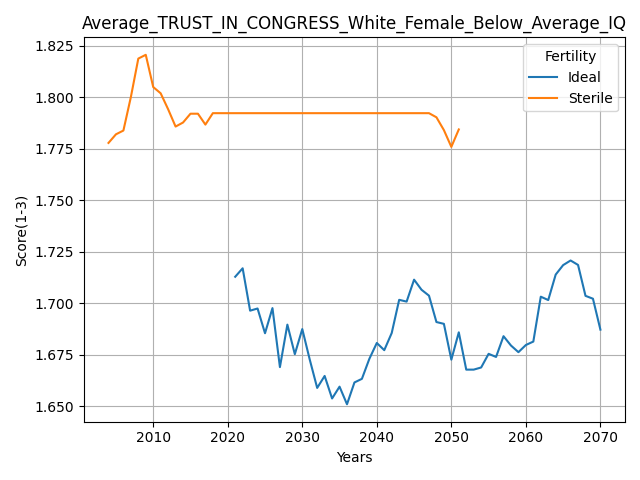 Average_TRUST_IN_CONGRESS_White_Female_Below_Average_IQ
Fertility
Ideal
Sterile
Score(1-3)
1.825
1.800
1.775
1.750
1.725
1.700
1.675
1.650
2010 2020 2030 2040 2050 2060 2070
Years